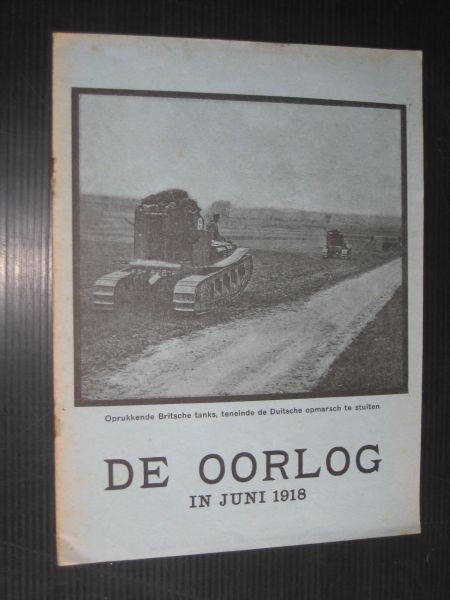 Oprukkende Britsche tanks, teneinde de Duitsche opmarsch te stuiten.
DE OORLOG
IN JUNI 1918